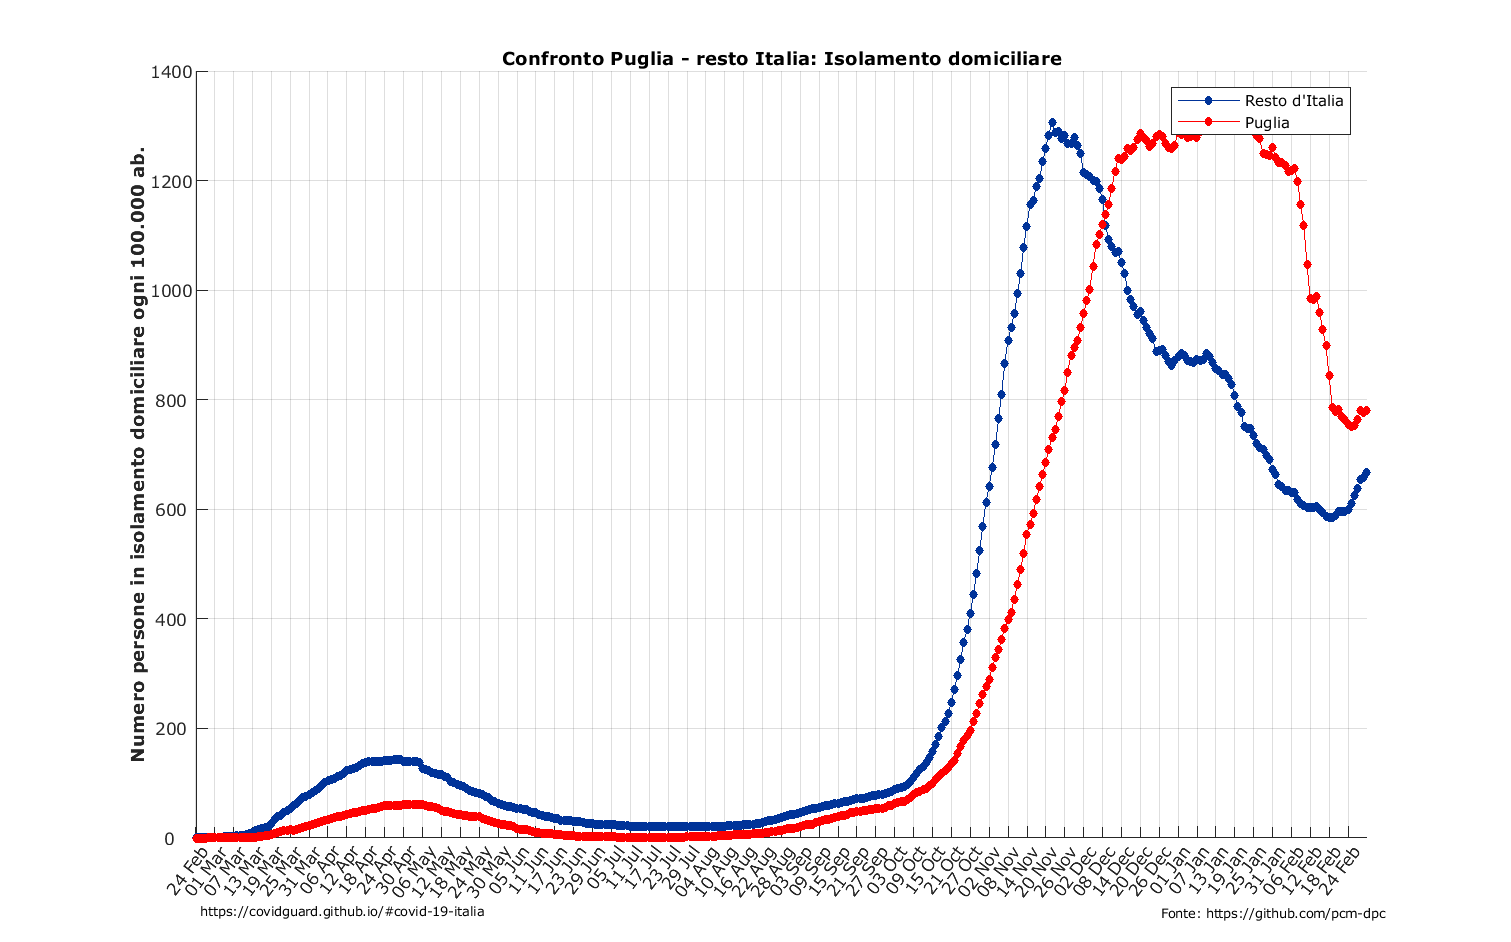 Confronto Puglia - resto Italia: Isolamento domiciliare
Numero persone in isolamento domiciliare ogni 100.000 ab.
1400
1200
1000
800
600
400
200
0
Resto d'Italia
Puglia
24 Feb
01 Mar
07 Mar
13 Mar
19 Mar
25 Mar
31 Mar
06 Apr
12 Apr
18 Apr
24 Apr
30 Apr
06 May
12 May
18 May
24 May
30 May
05 Jun
11 Jun
17 Jun
23 Jun
29 Jun
05 Jul
11 Jul
17 Jul
23 Jul
29 Jul
04 Aug
10 Aug
16 Aug
22 Aug
28 Aug
03 Sep
09 Sep
15 Sep
21 Sep
27 Sep
03 Oct
09 Oct
15 Oct
21 Oct
27 Oct
02 Nov
08 Nov
14 Nov
20 Nov
26 Nov
02 Dec
08 Dec
14 Dec
20 Dec
26 Dec
01 Jan
07 Jan
13 Jan
19 Jan
25 Jan
31 Jan
06 Feb
12 Feb
18 Feb
24 Feb
https://covidguard.github.io/#covid-19-italia
Fonte: https://github.com/pcm-dpc